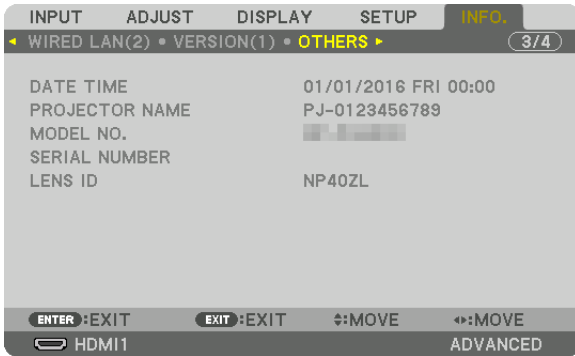 INPUT ADJUST DISPLAY SETUP INFO.
WIRED LAN(2) • VERSION(1) • OTHERS 3/4
DATE TIME 01/01/2016 FRI 00:00
PROJECTOR NAME PJ-0123456789
MODEL NO.
SERIAL NUMBER
LENS ID NP40ZL
ENTER :EXIT EXIT :EXIT :MOVE :MOVE
HDMI1 ADVANCED